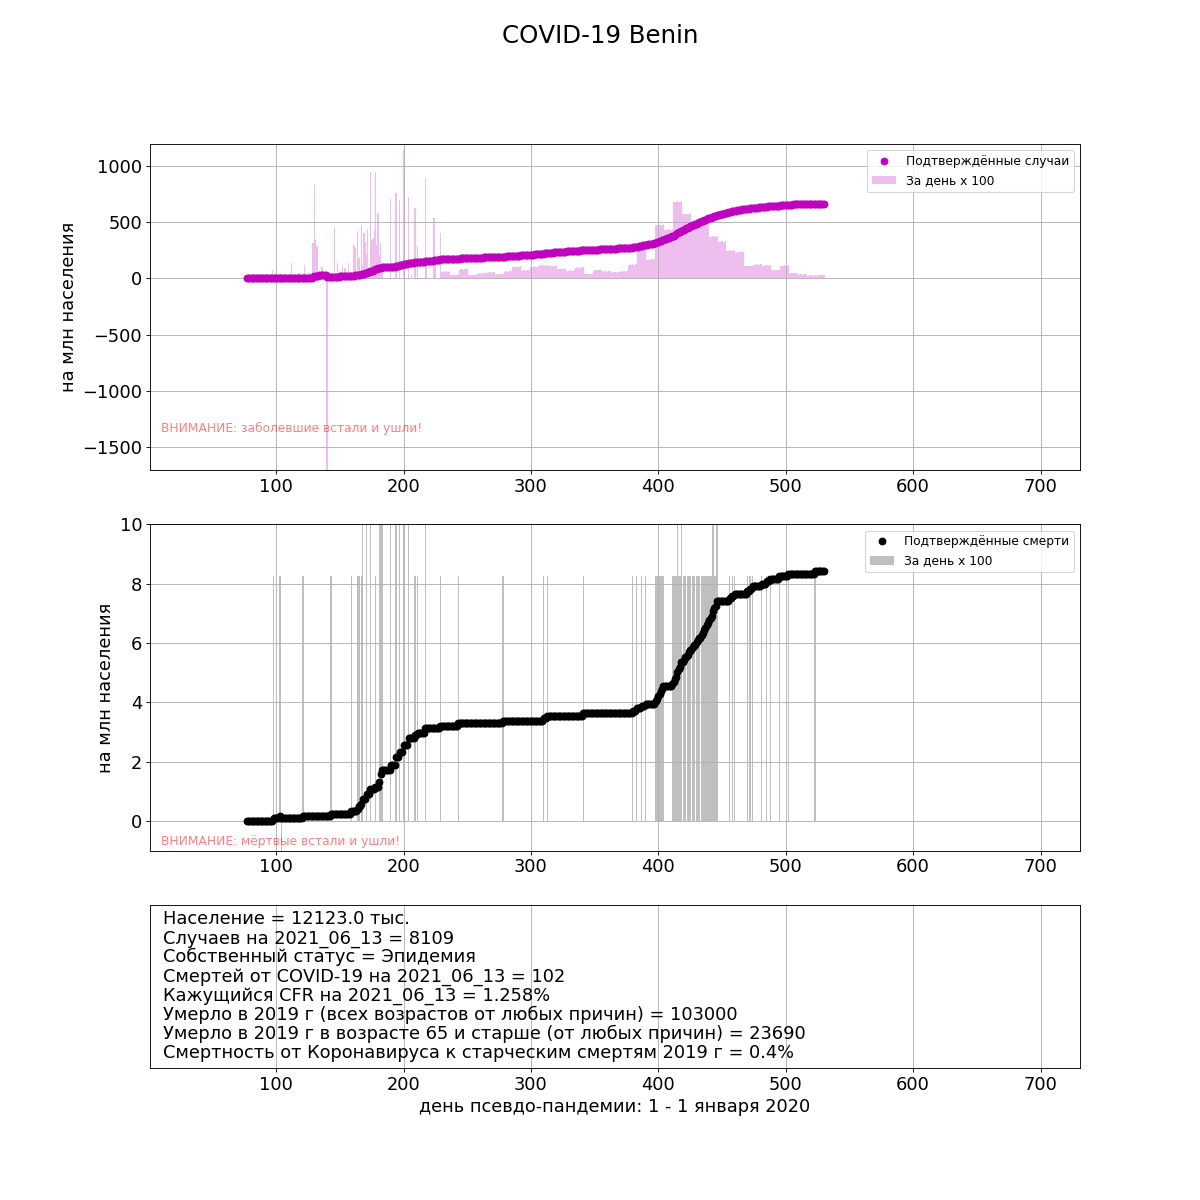 COVID-19 Benin
1000
500
0
−500
−1000
−1500
на млн населения
Подтверждённые случаи
За день x 100
ВНИМАНИЕ: заболевшие встали и ушли!
100 200 300 400 500 600 700
10
8
6
4
2
0
на млн населения
Подтверждённые смерти
За день x 100
ВНИМАНИЕ: мёртвые встали и ушли!
100 200 300 400 500 600 700
Население = 12123.0 тыс.
Случаев на 2021_06_13 = 8109
Собственный статус = Эпидемия
Смертей от COVID-19 на 2021_06_13 = 102
Кажущийся CFR на 2021_06_13 = 1.258%
Умерло в 2019 г (всех возрастов от любых причин) = 103000
Умерло в 2019 г в возрасте 65 и старше (от любых причин) = 23690
Смертность от Коронавируса к старческим смертям 2019 г = 0.4%
100 200 300 400 500 600 700
день псевдо-пандемии: 1 - 1 января 2020